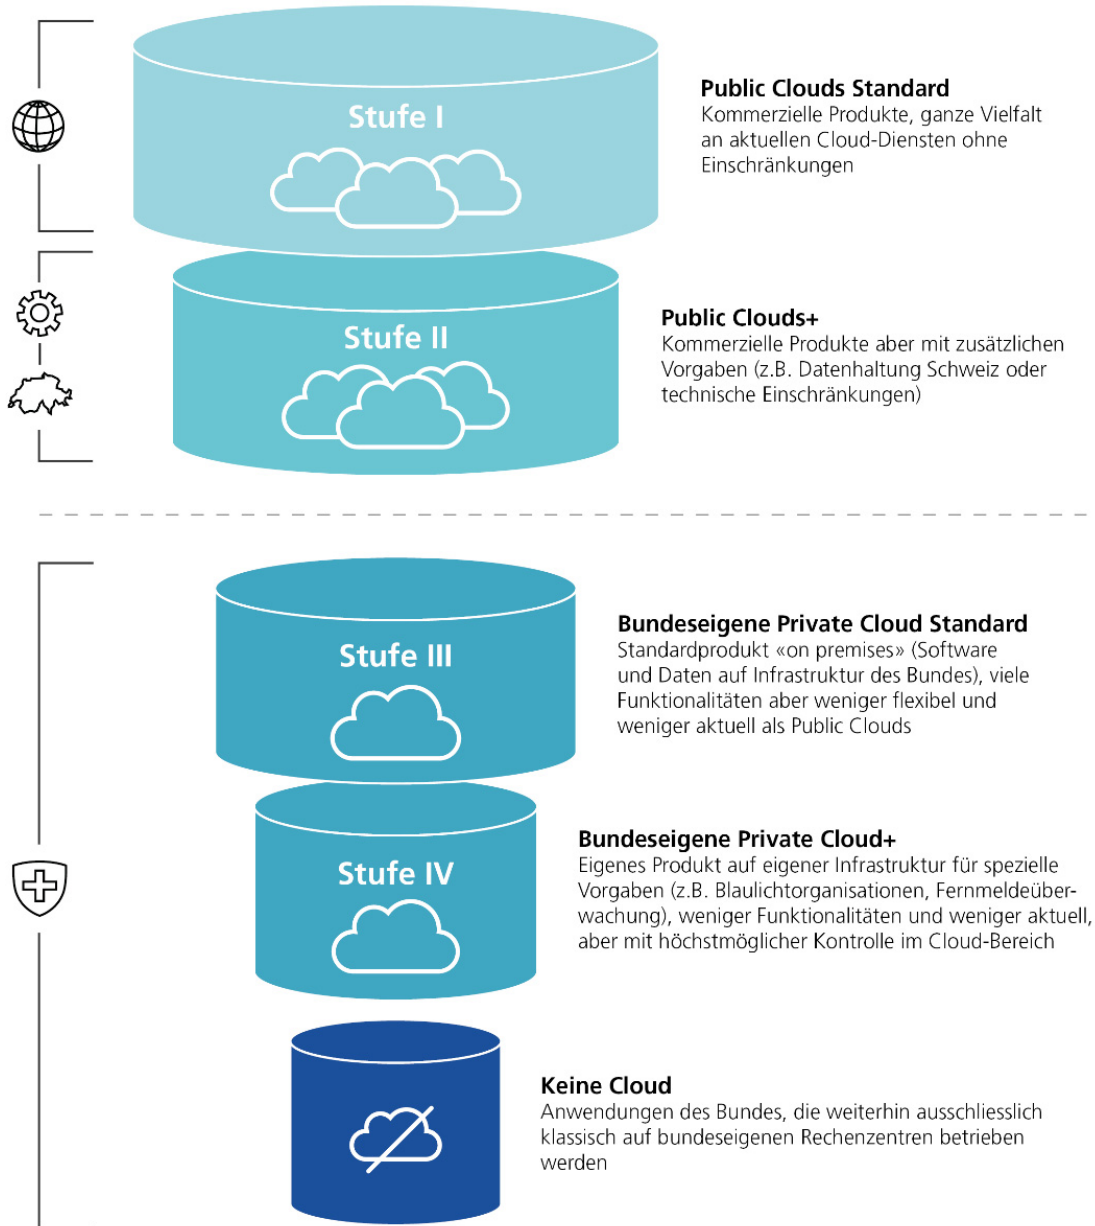 Stufe I
Public Clouds Standard
Kommerzielle Produkte, ganze Vielfalt
an aktuellen Cloud-Diensten ohne
Einschränkungen
Stufe II
Public Clouds+
Kommerzielle Produkte aber mit zusätzlichen
Vorgaben (z.B. Datenhaltung Schweiz oder
technische Einschränkungen)
Stufe III
Bundeseigene Private Cloud Standard
Standardprodukt «on premises» (Software
und Daten auf Infrastruktur des Bundes), viele
Funktionalitäten aber weniger flexibel und
weniger aktuell als Public Clouds
Stufe IV
Bundeseigene Private Cloud+
Eigenes Produkt auf eigener Infrastruktur für spezielle
Vorgaben (z.B. Blaulichtorganisationen, Fernmeldeüber-
wachung), weniger Funktionalitäten und weniger aktuell,
aber mit höchstmöglicher Kontrolle im Cloud-Bereich
Keine Cloud
Anwendungen des Bundes, die weiterhin ausschliesslich
klassisch auf bundeseigenen Rechenzentren betrieben
werden